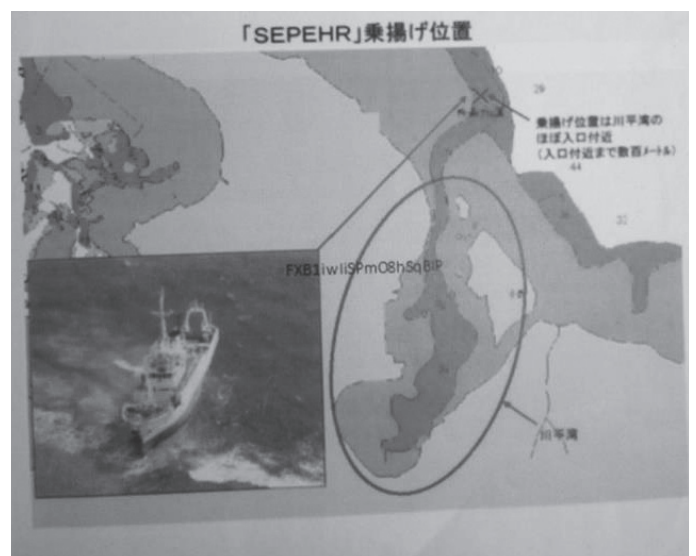 「SEPEHR」乗揚げ位置
29
乗揚げ位置は川平湾の
ほぼ入口付近
(入口付近まで数百メートル)
44
FXB1iwIiSPmO8hSqBIP
川平湾